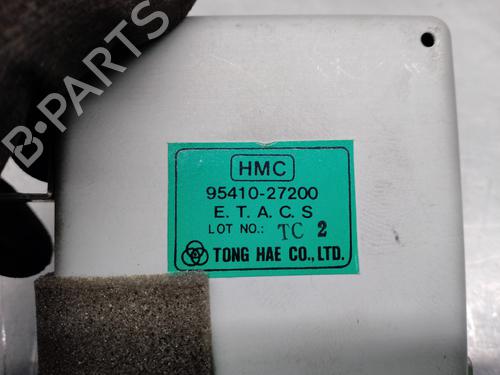 HMC
95410-27200
E. T. A. C. S
LOT NO.: TC 2
TONG HAE CO., LTD.
B-PARTS